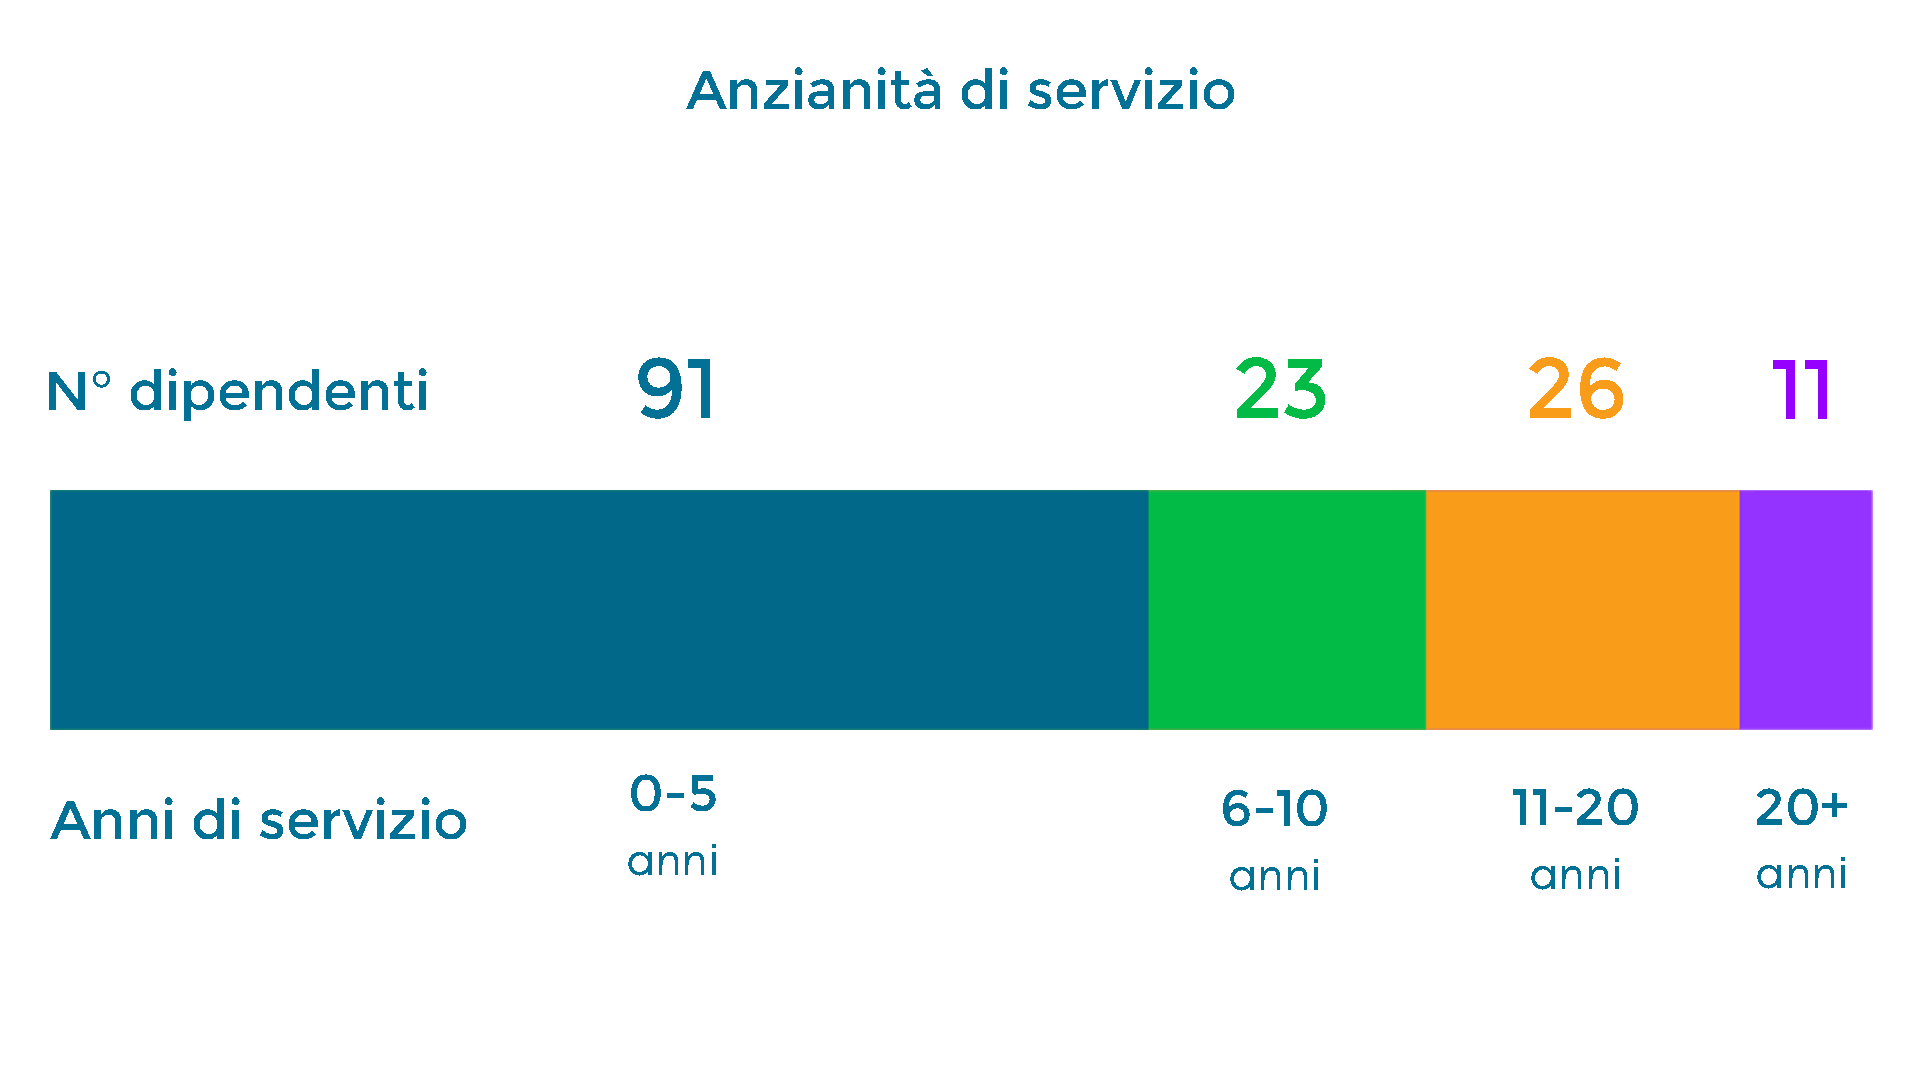 Anzianità di servizio
N° dipendenti 91 23 26 11
Anni di servizio
0-5 6-10 11-20 20+
anni anni anni anni